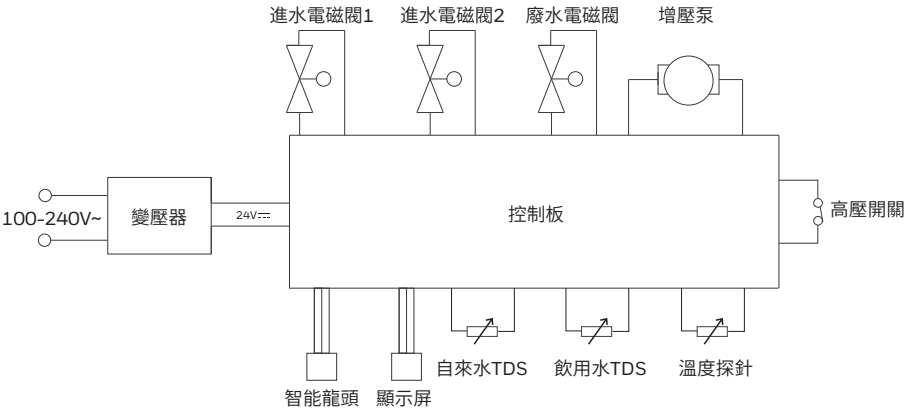 進水電磁閥1
進水電磁閥2
廢水電磁閥
增壓泵
100-240V~
變壓器
24V⎓
控制板
高壓開關
自來水TDS
飲用水TDS
溫度探針
智能龍頭
顯示屏